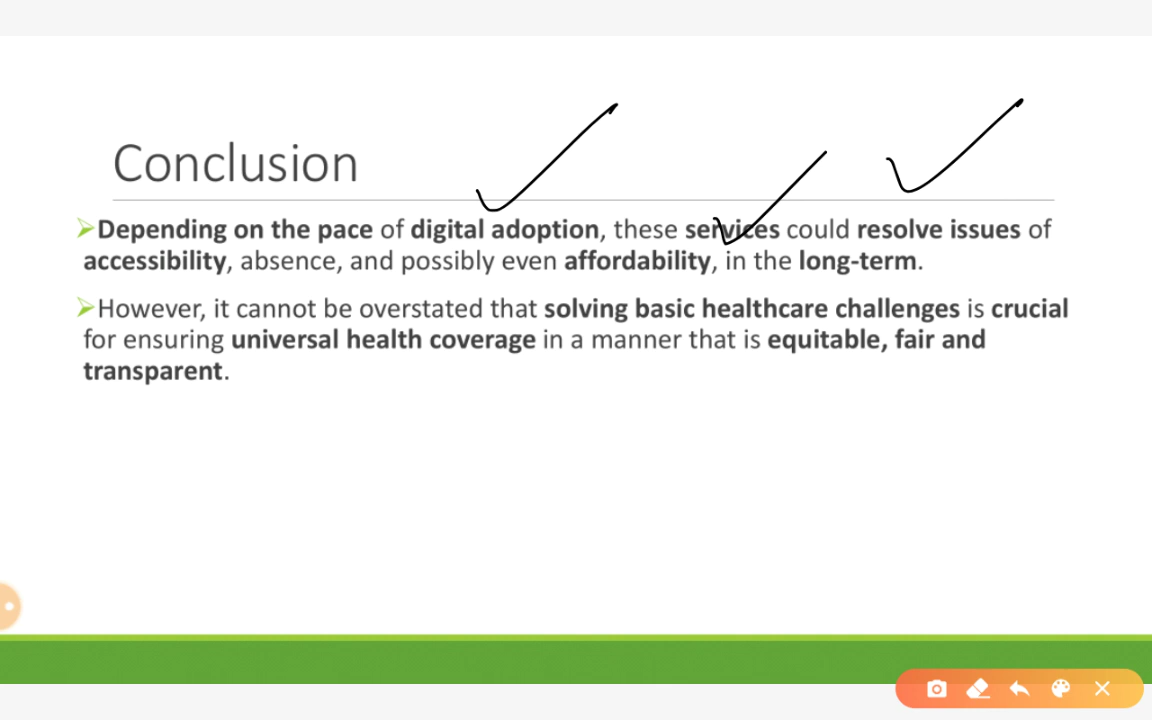 Conclusion
Depending on the pace of digital adoption, these services could resolve issues of
accessibility, absence, and possibly even affordability, in the long-term.
However, it cannot be overstated that solving basic healthcare challenges is crucial
for ensuring universal health coverage in a manner that is equitable, fair and
transparent.